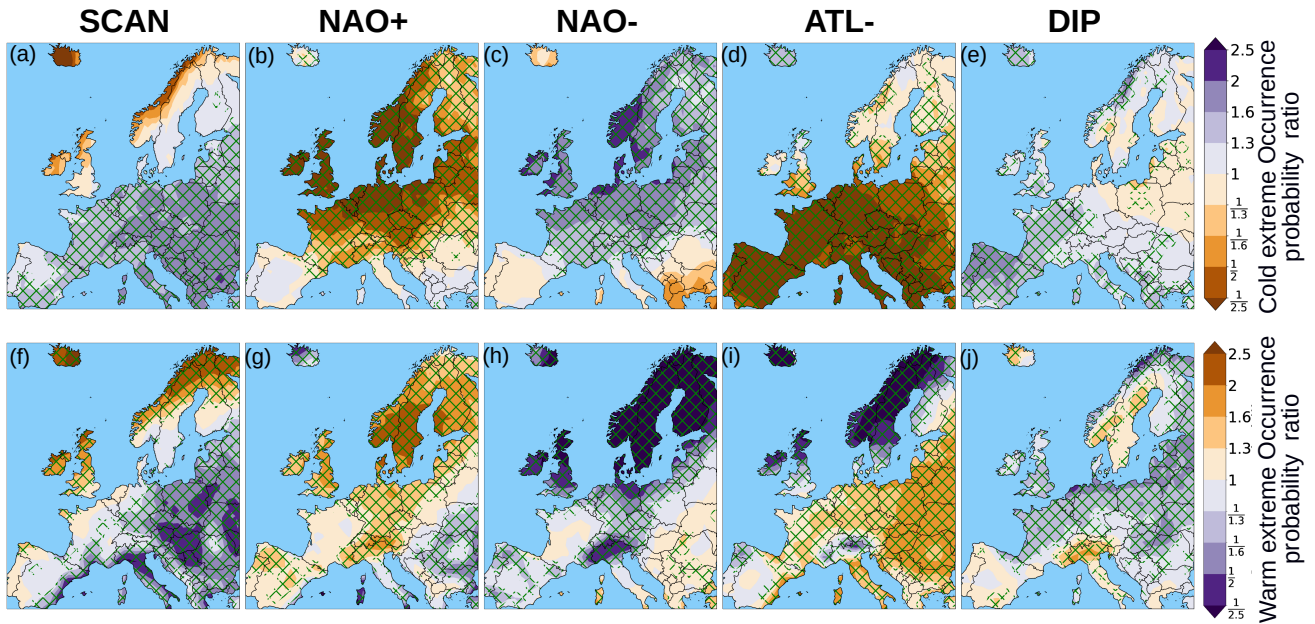 SCAN NAO+ NAO- ATL- DIP
(a) (b) (c) (d) (e)
2.5
2
1.6
1.3
1
1/1.3
1/1.6
1/2
1/2.5
Cold extreme Occurrence
probability ratio
(f) (g) (h) (i) (j)
2.5
2
1.6
1.3
1
1/1.3
1/1.6
1/2
1/2.5
Warm extreme Occurrence
probability ratio